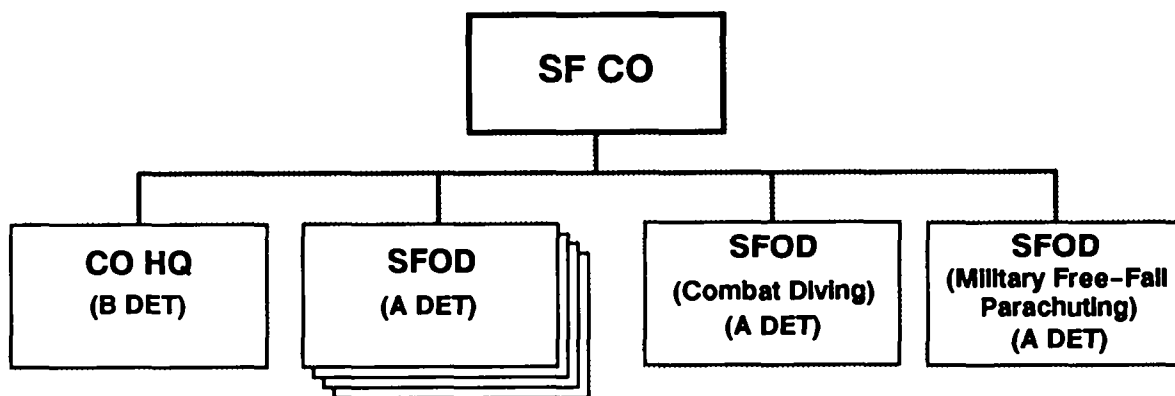 SF CO
CO HQ
(B DET)
SFOD
(A DET)
SFOD
(Combat Diving)
(A DET)
SFOD
(Military Free-Fall
Parachuting)
(A DET)